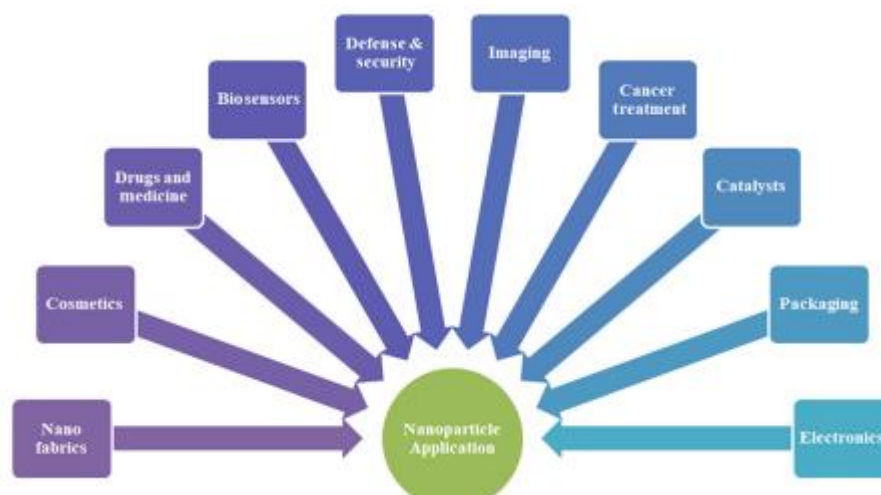 Nano
fabrics
Cosmetics
Drugs and
medicine
Biosensors
Defense &
security
Imaging
Cancer
treatment
Catalysts
Packaging
Electronics
Nanoparticle
Application